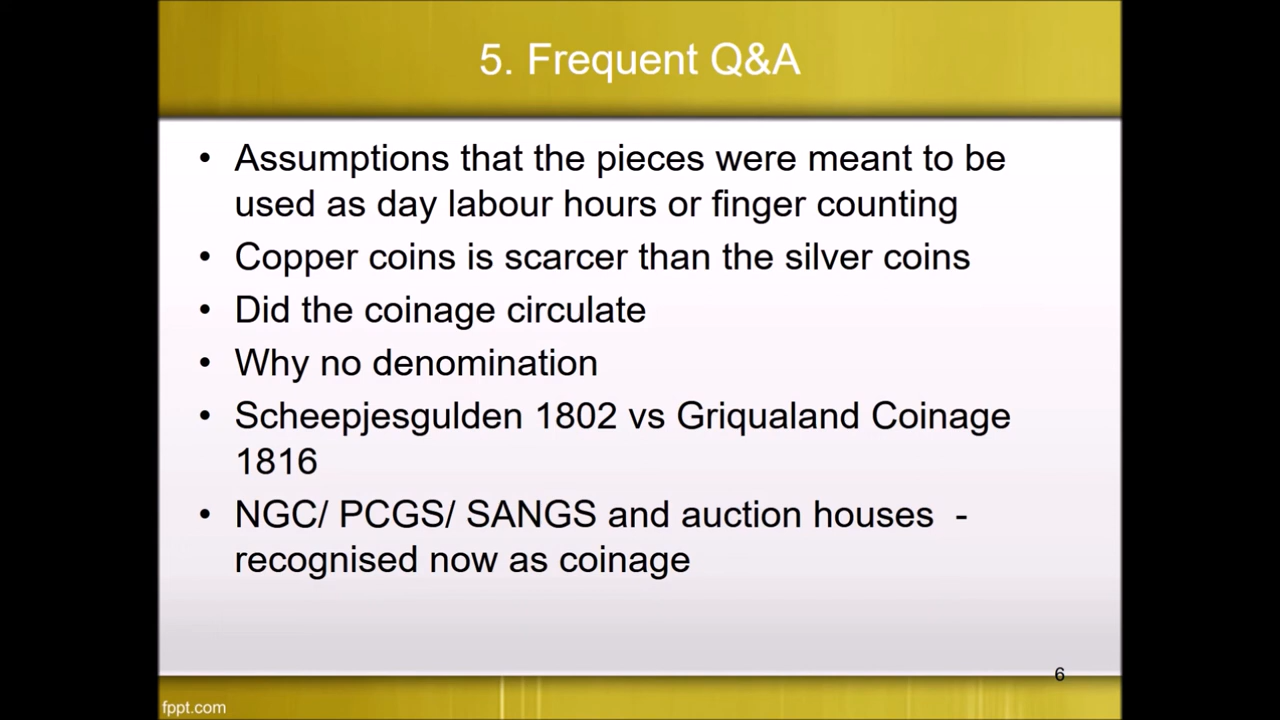 5. Frequent Q&A
• Assumptions that the pieces were meant to be
used as day labour hours or finger counting
• Copper coins is scarcer than the silver coins
• Did the coinage circulate
• Why no denomination
• Scheepjesgulden 1802 vs Griqualand Coinage
1816
• NGC/ PCGS/ SANGS and auction houses  -
recognised now as coinage
6
fppt.com